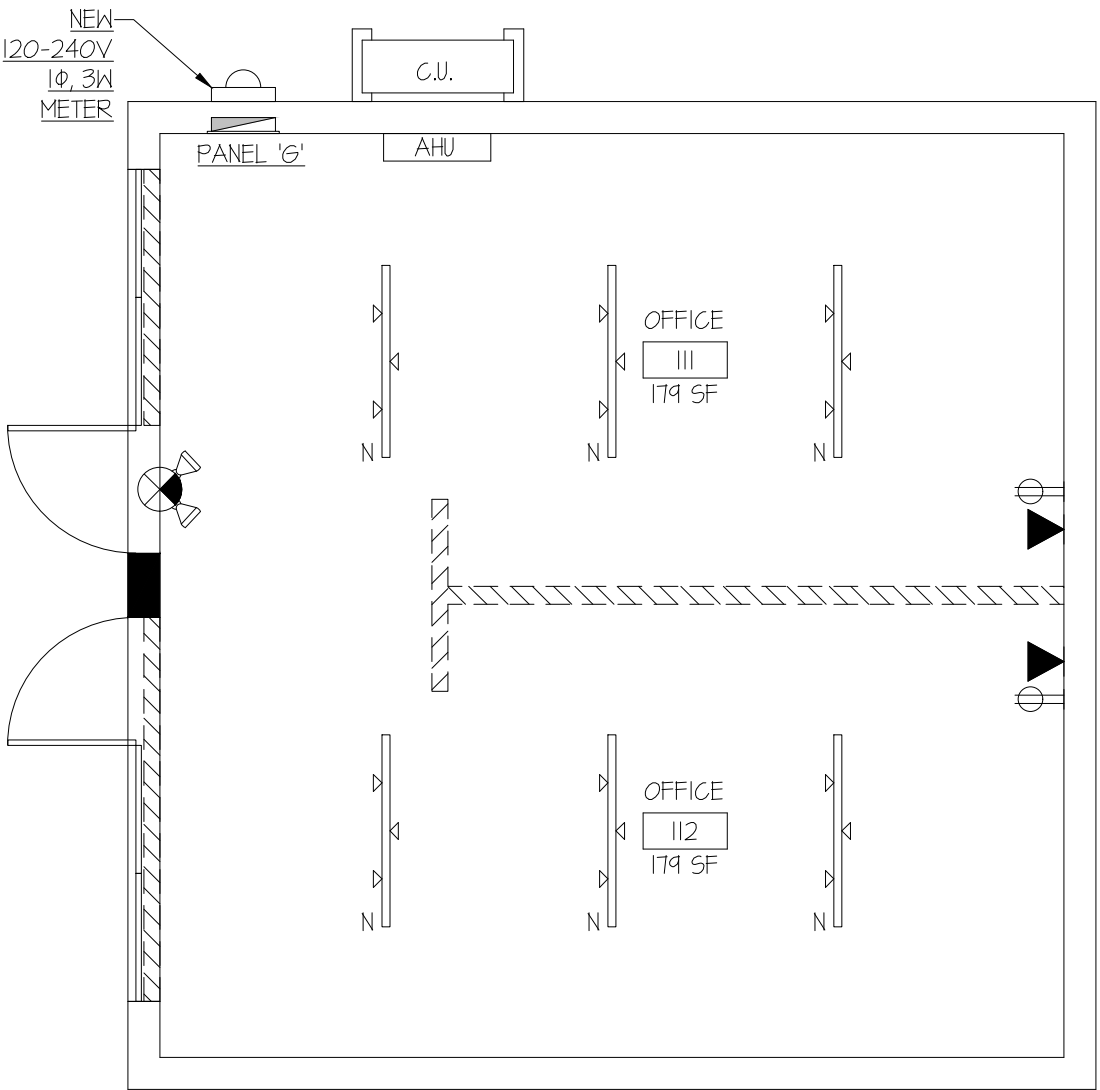 NEW
120-240V
1Φ, 3W
METER
C.U.
PANEL 'G'
AHU
OFFICE
111
179 SF
N
N
N
OFFICE
112
179 SF
N
N
N